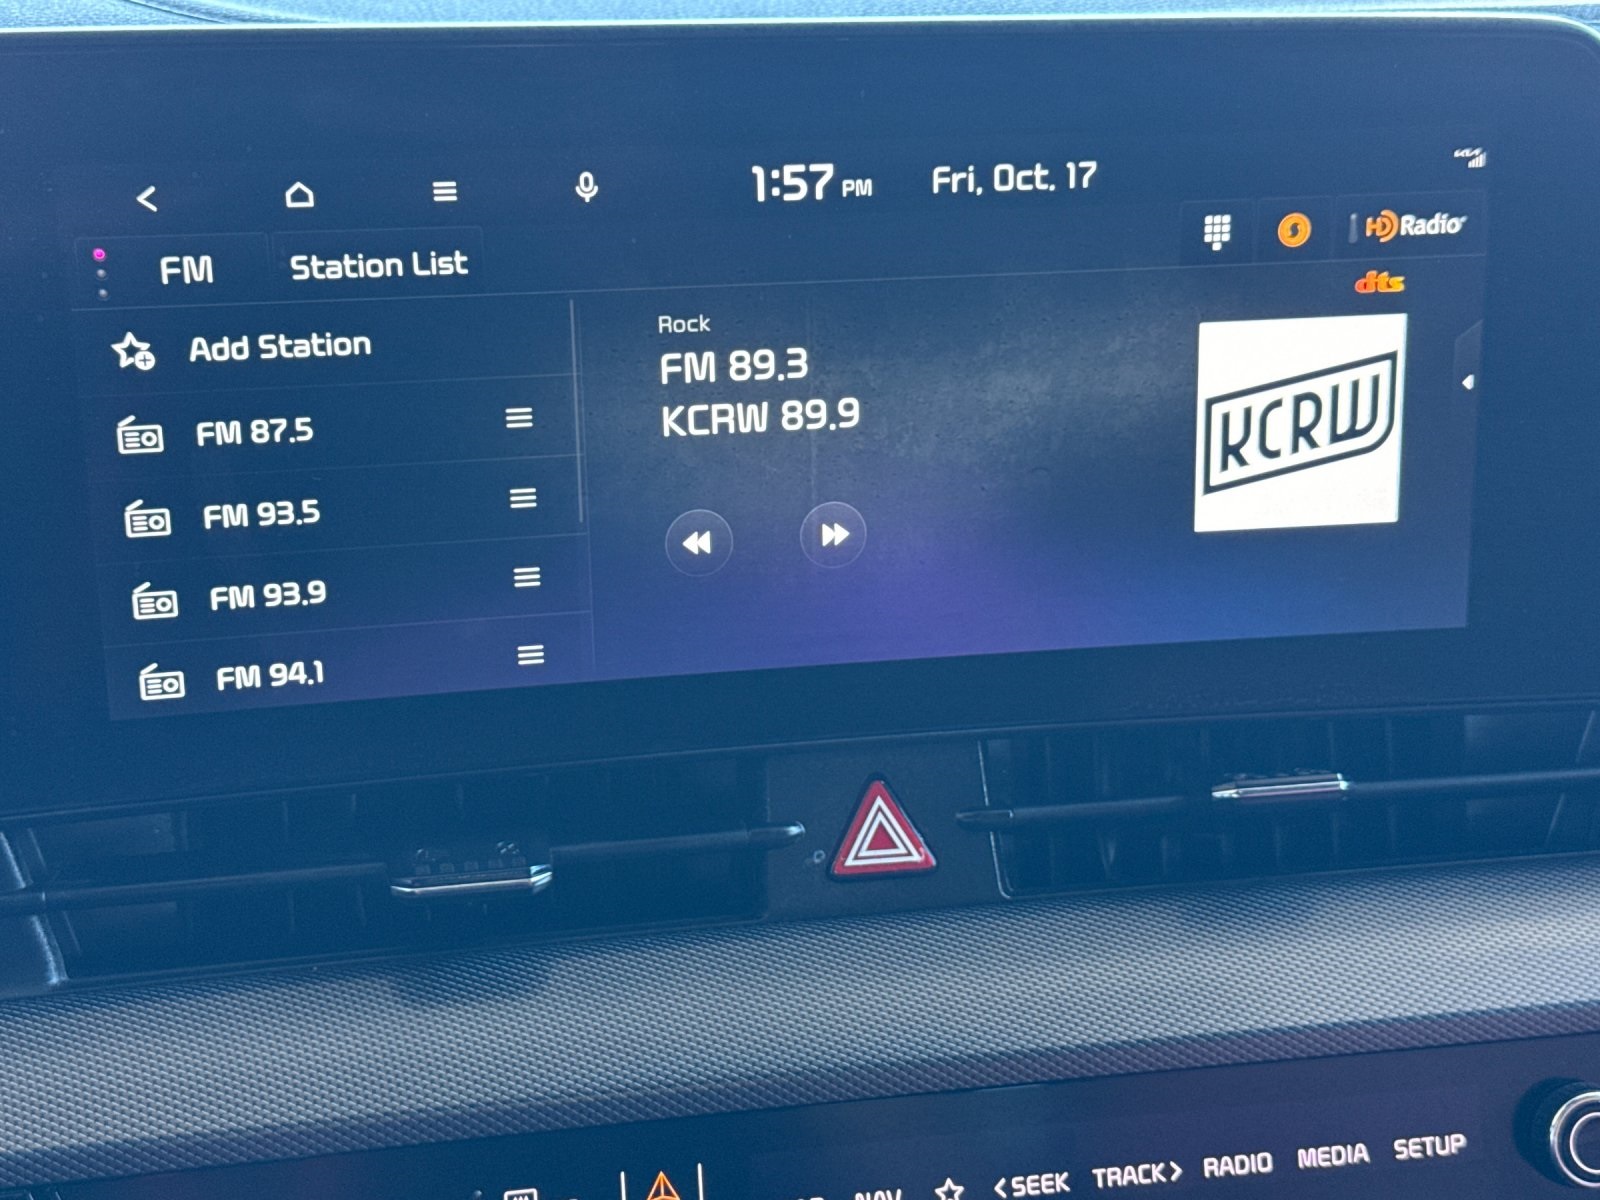 1:57 PM Fri, Oct. 17
KIA
FM Station List
HD Radio
dts
Add Station
FM 87.5
FM 93.5
FM 93.9
FM 94.1
Rock
FM 89.3
KCRW 89.9
KCRW
NAV <SEEK TRACK> RADIO MEDIA SETUP